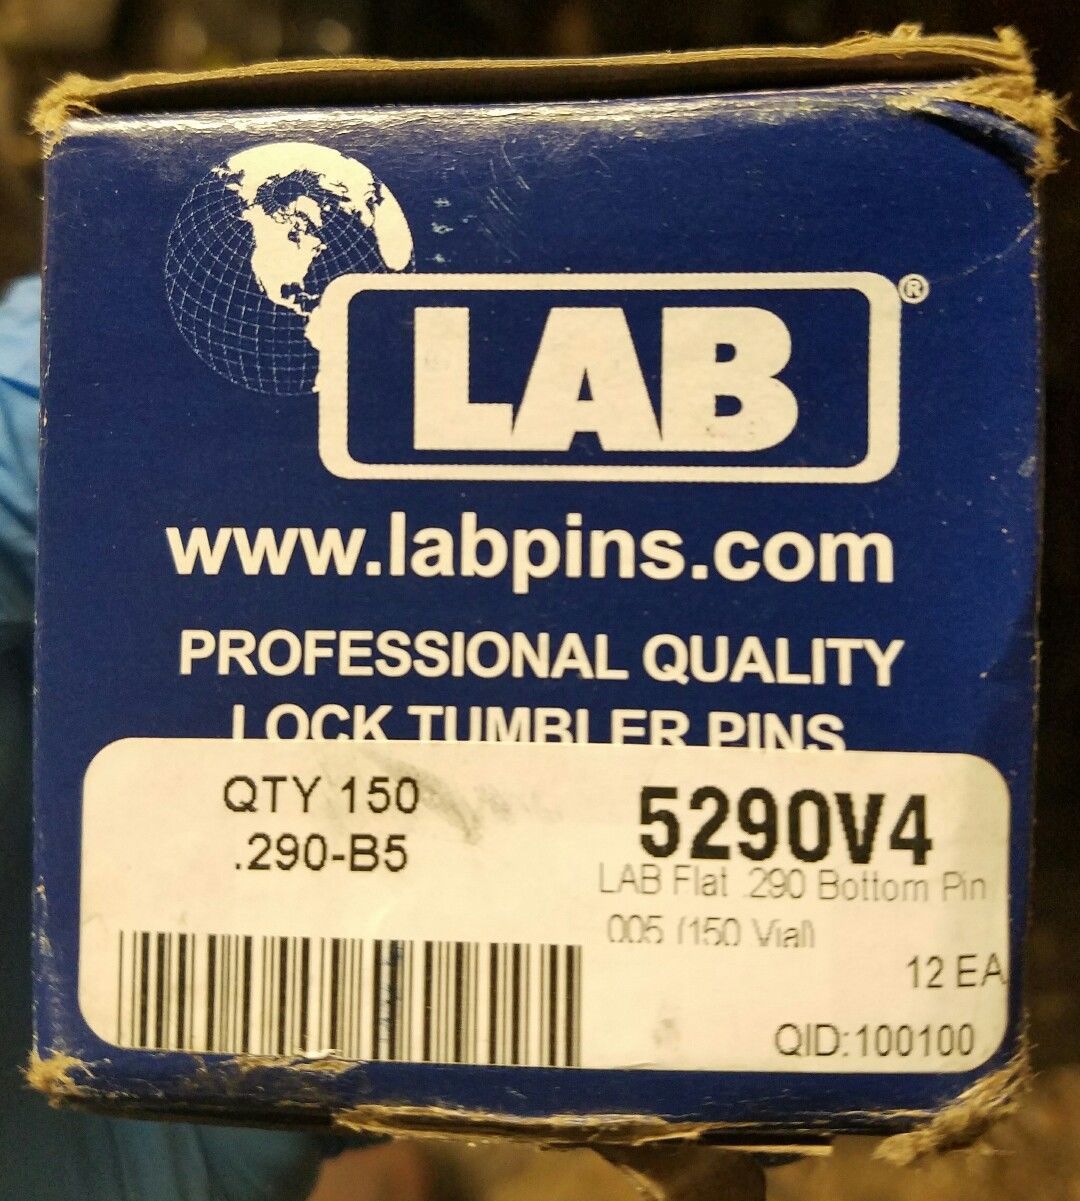 LAB®
www.labpins.com
PROFESSIONAL QUALITY
LOCK TUMBLER PINS
QTY 150
.290-B5
5290V4
LAB Flat .290 Bottom Pin
.005 (150 Vial)
12 EA
QID:100100